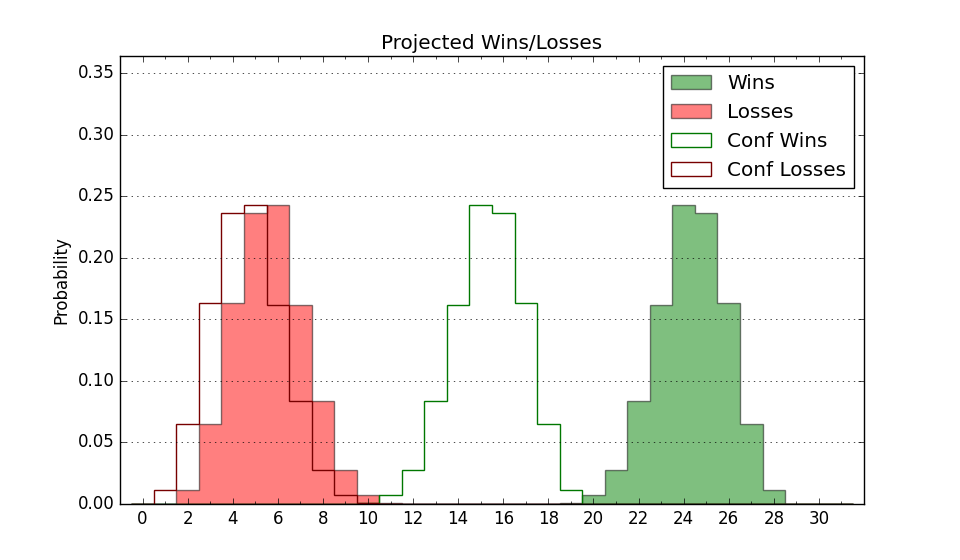 Projected Wins/Losses
0.35
0.30
0.25
0.20
0.15
0.10
0.05
0.00
Probability
Wins
Losses
Conf Wins
Conf Losses
0 2 4 6 8 10 12 14 16 18 20 22 24 26 28 30